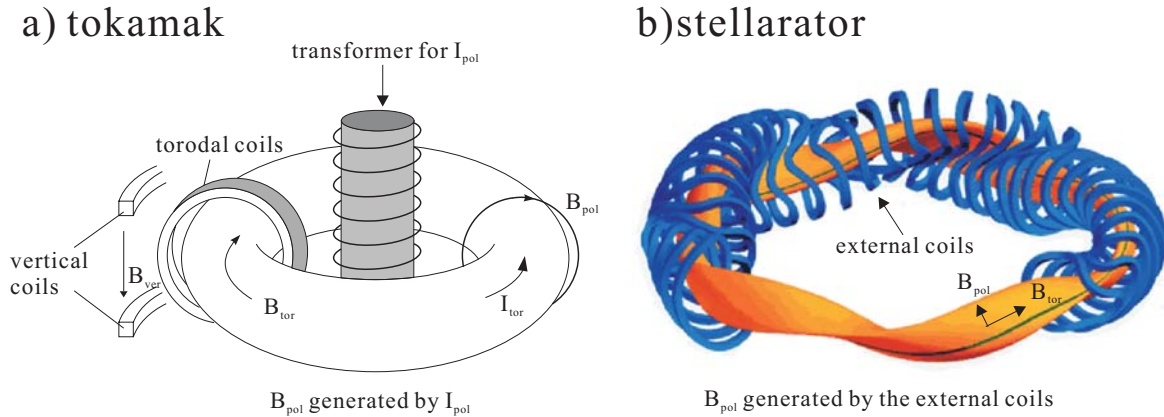 a) tokamak
transformer for I_pol
torodal coils
B_pol
vertical
coils
B_ver
B_tor
I_tor
B_pol generated by I_pol
b)stellarator
external coils
B_pol
B_tor
B_pol generated by the external coils